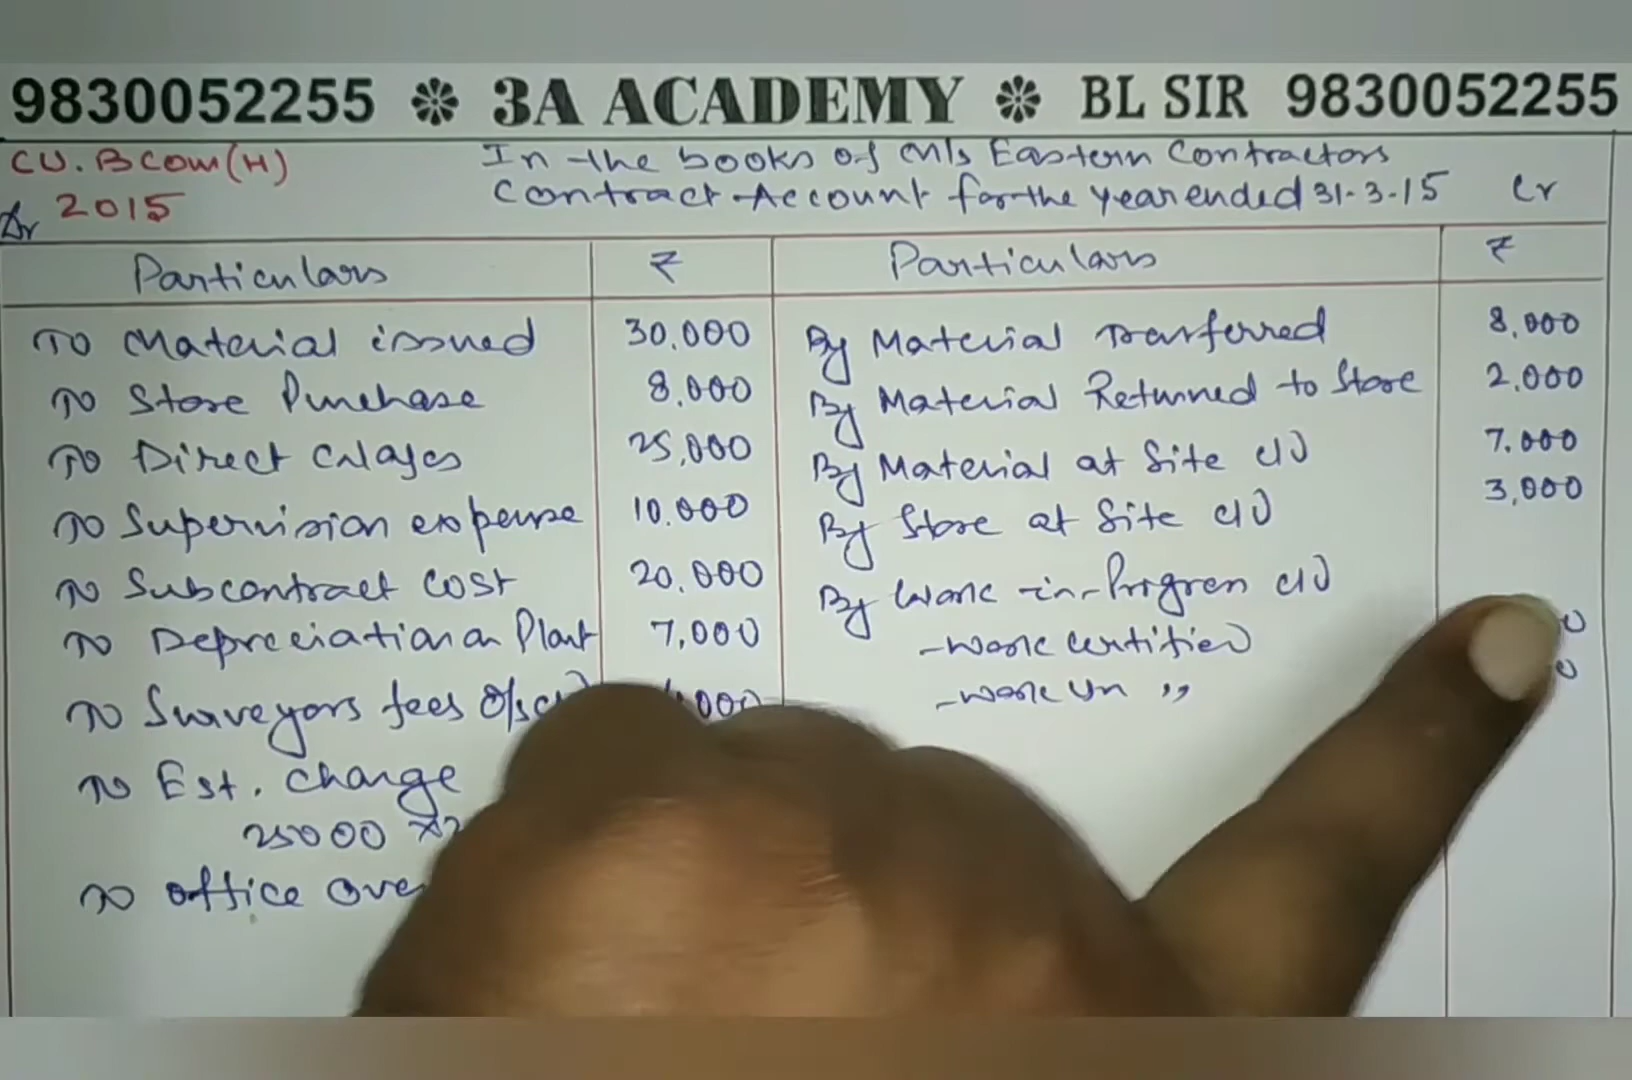 9830052255 ❉ 3A ACADEMY ❉ BL SIR 9830052255
CU. BCOM(H) In the books of M/s Eastern Contractors
2015 Contract Account for the year ended 31-3-15
Dr Cr
Particulars ₹ Particulars ₹
To Material issued 30,000 By Material Transferred 8,000
To Store Purchase 8,000 By Material Returned to Store 2,000
To Direct 25,000 By Material at Site c/d 7,000
To Supervision expense 10,000 By Store at Site c/d 3,000
To Subcontract Cost 20,000 By Work-in-Progress c/d
To Depreciation on Plant 7,000 -Work certified
To Surveyors fees O/s 000 -Work Un ,,
To Est. Charge
25000 ×
To office